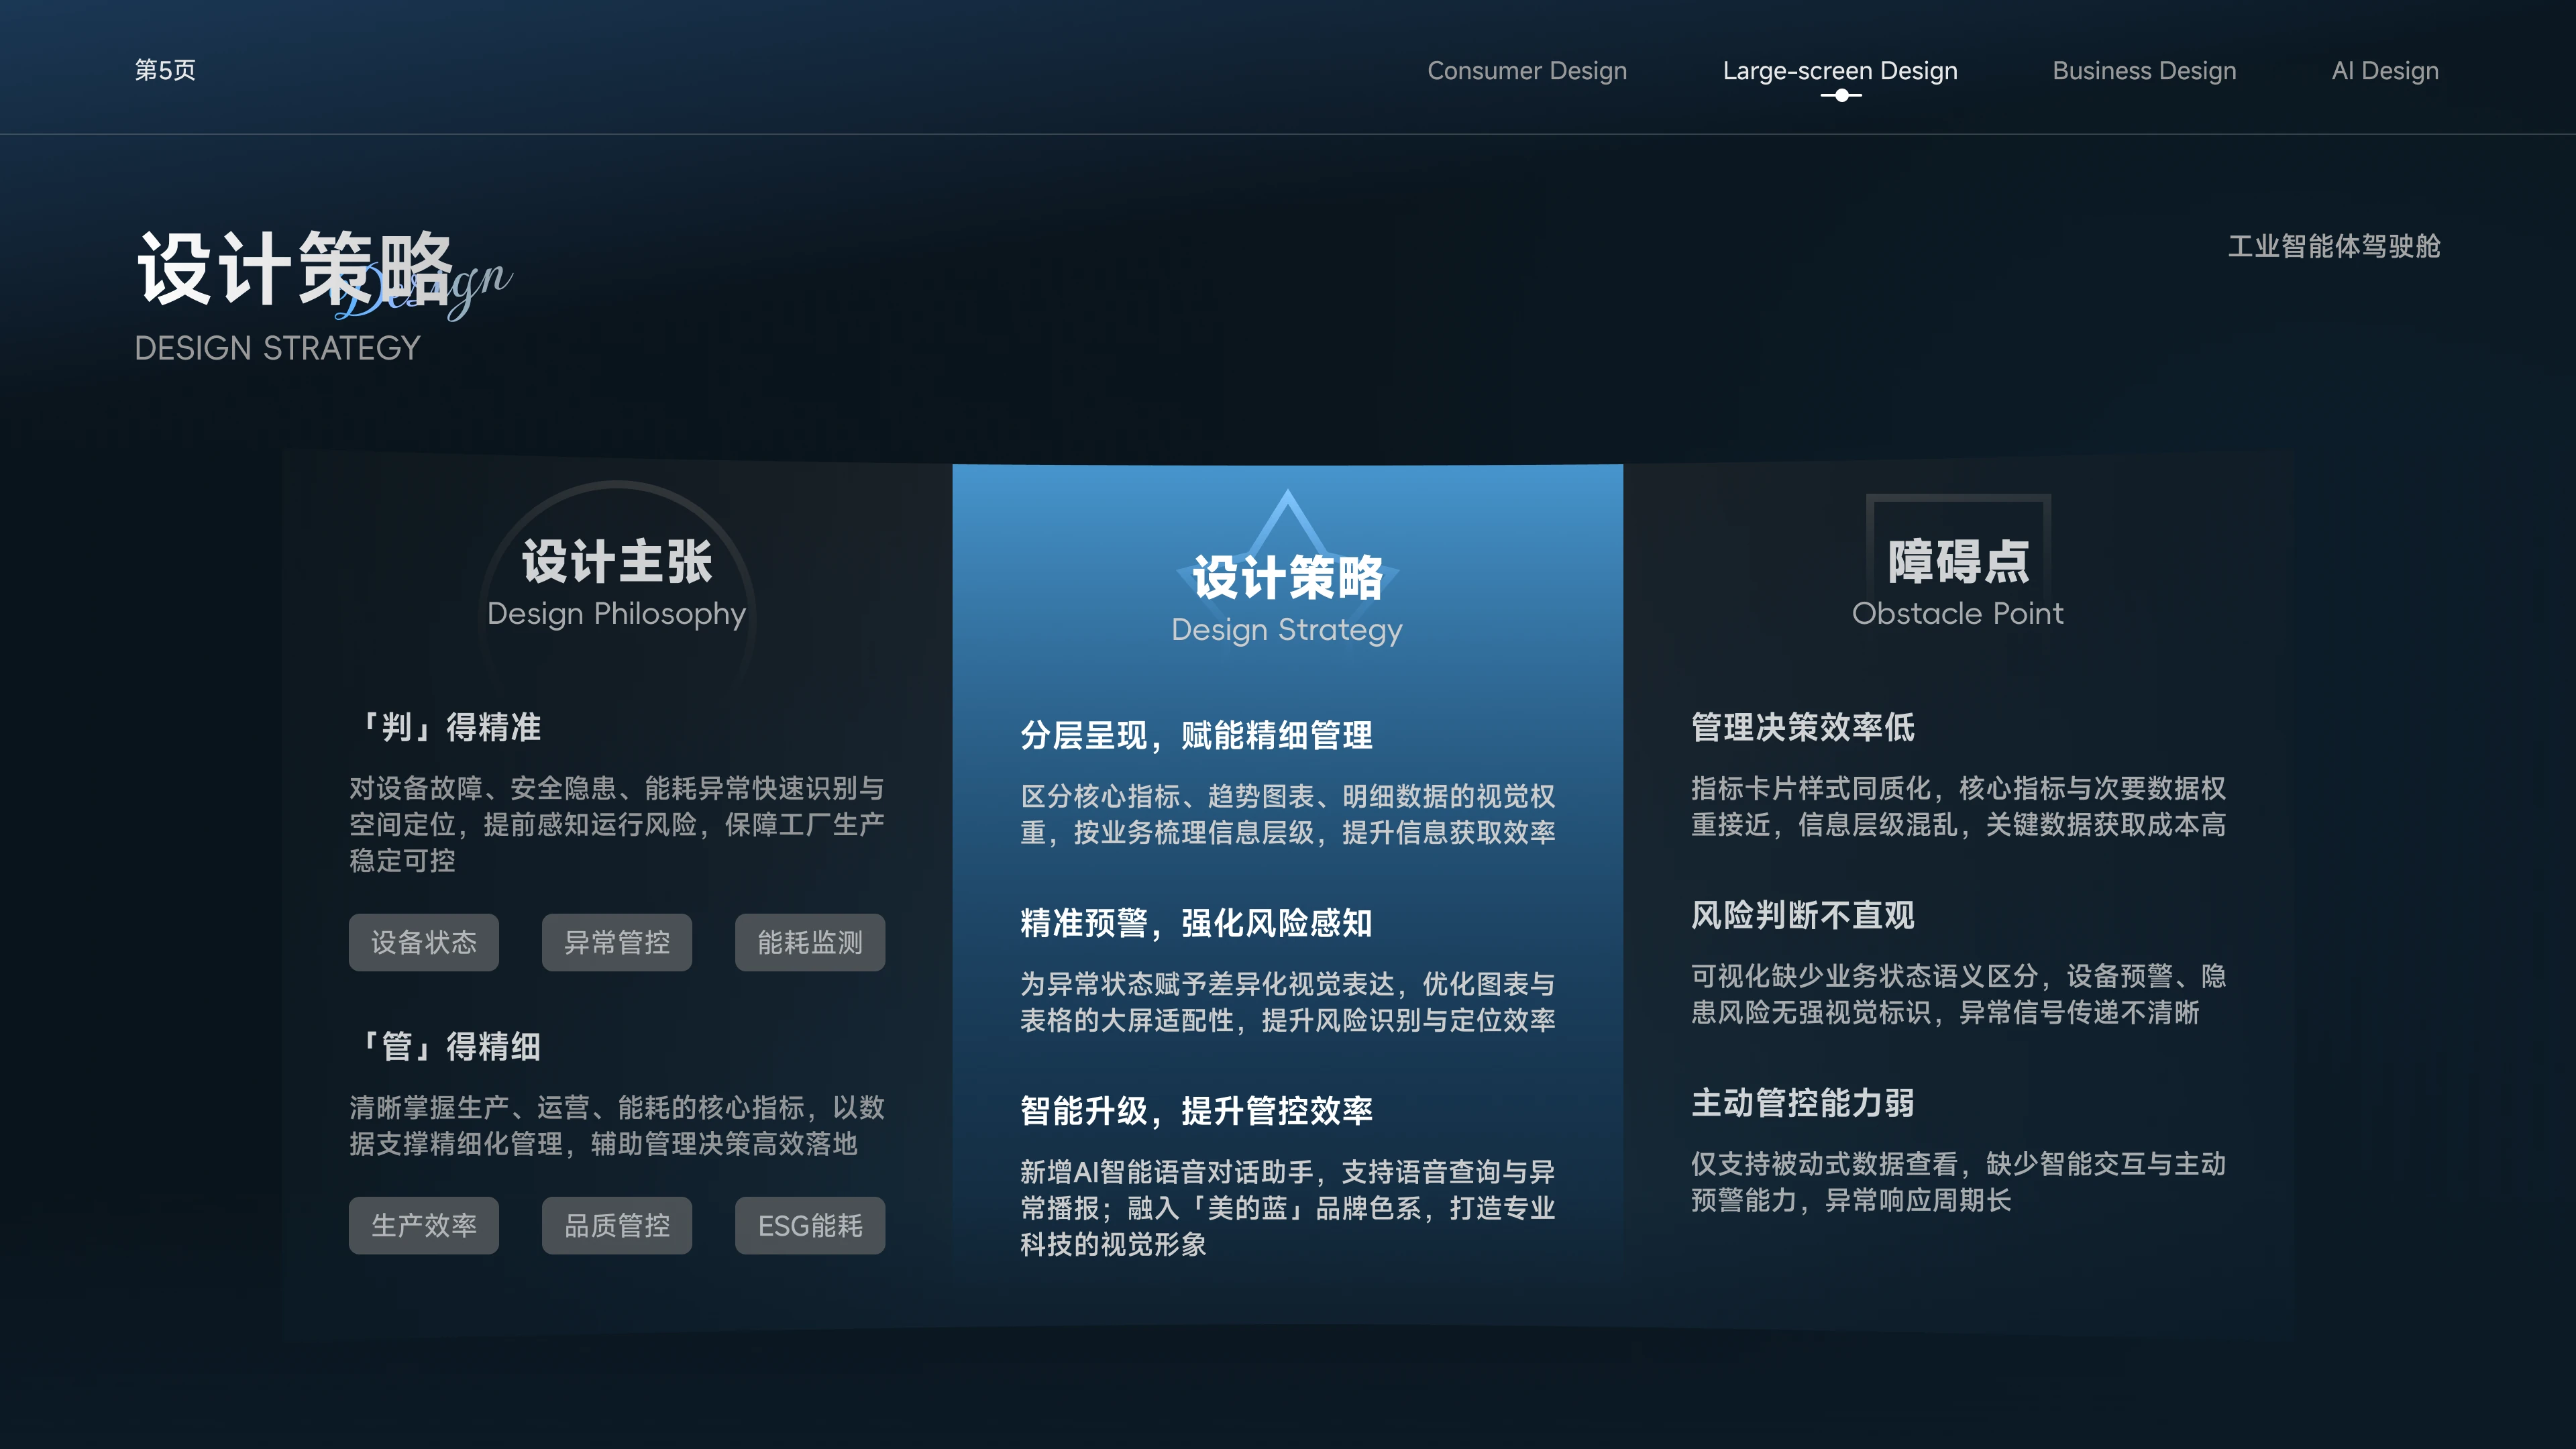 第5页
Consumer Design
Large-screen Design
Business Design
AI Design
设计策略
Design
DESIGN STRATEGY
工业智能体驾驶舱
设计主张
Design Philosophy
「判」得精准
对设备故障、安全隐患、能耗异常快速识别与
空间定位，提前感知运行风险，保障工厂生产
稳定可控
设备状态
异常管控
能耗监测
「管」得精细
清晰掌握生产、运营、能耗的核心指标，以数
据支撑精细化管理，辅助管理决策高效落地
生产效率
品质管控
ESG能耗
设计策略
Design Strategy
分层呈现，赋能精细管理
区分核心指标、趋势图表、明细数据的视觉权
重，按业务梳理信息层级，提升信息获取效率
精准预警，强化风险感知
为异常状态赋予差异化视觉表达，优化图表与
表格的大屏适配性，提升风险识别与定位效率
智能升级，提升管控效率
新增AI智能语音对话助手，支持语音查询与异
常播报；融入「美的蓝」品牌色系，打造专业
科技的视觉形象
障碍点
Obstacle Point
管理决策效率低
指标卡片样式同质化，核心指标与次要数据权
重接近，信息层级混乱，关键数据获取成本高
风险判断不直观
可视化缺少业务状态语义区分，设备预警、隐
患风险无强视觉标识，异常信号传递不清晰
主动管控能力弱
仅支持被动式数据查看，缺少智能交互与主动
预警能力，异常响应周期长